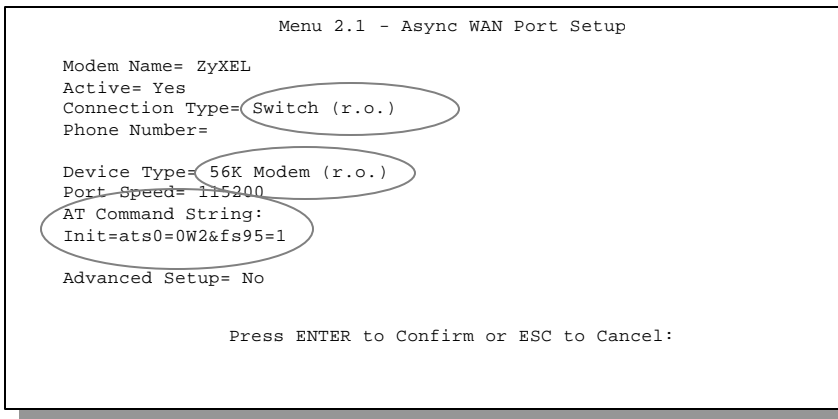 Menu 2.1 - Async WAN Port Setup
Modem Name= ZyXEL
Active= Yes
Connection Type= Switch (r.o.)
Phone Number=
Device Type= 56K Modem (r.o.)
Port Speed= 115200
AT Command String:
Init=ats0=0W2&fs95=1
Advanced Setup= No
Press ENTER to Confirm or ESC to Cancel: